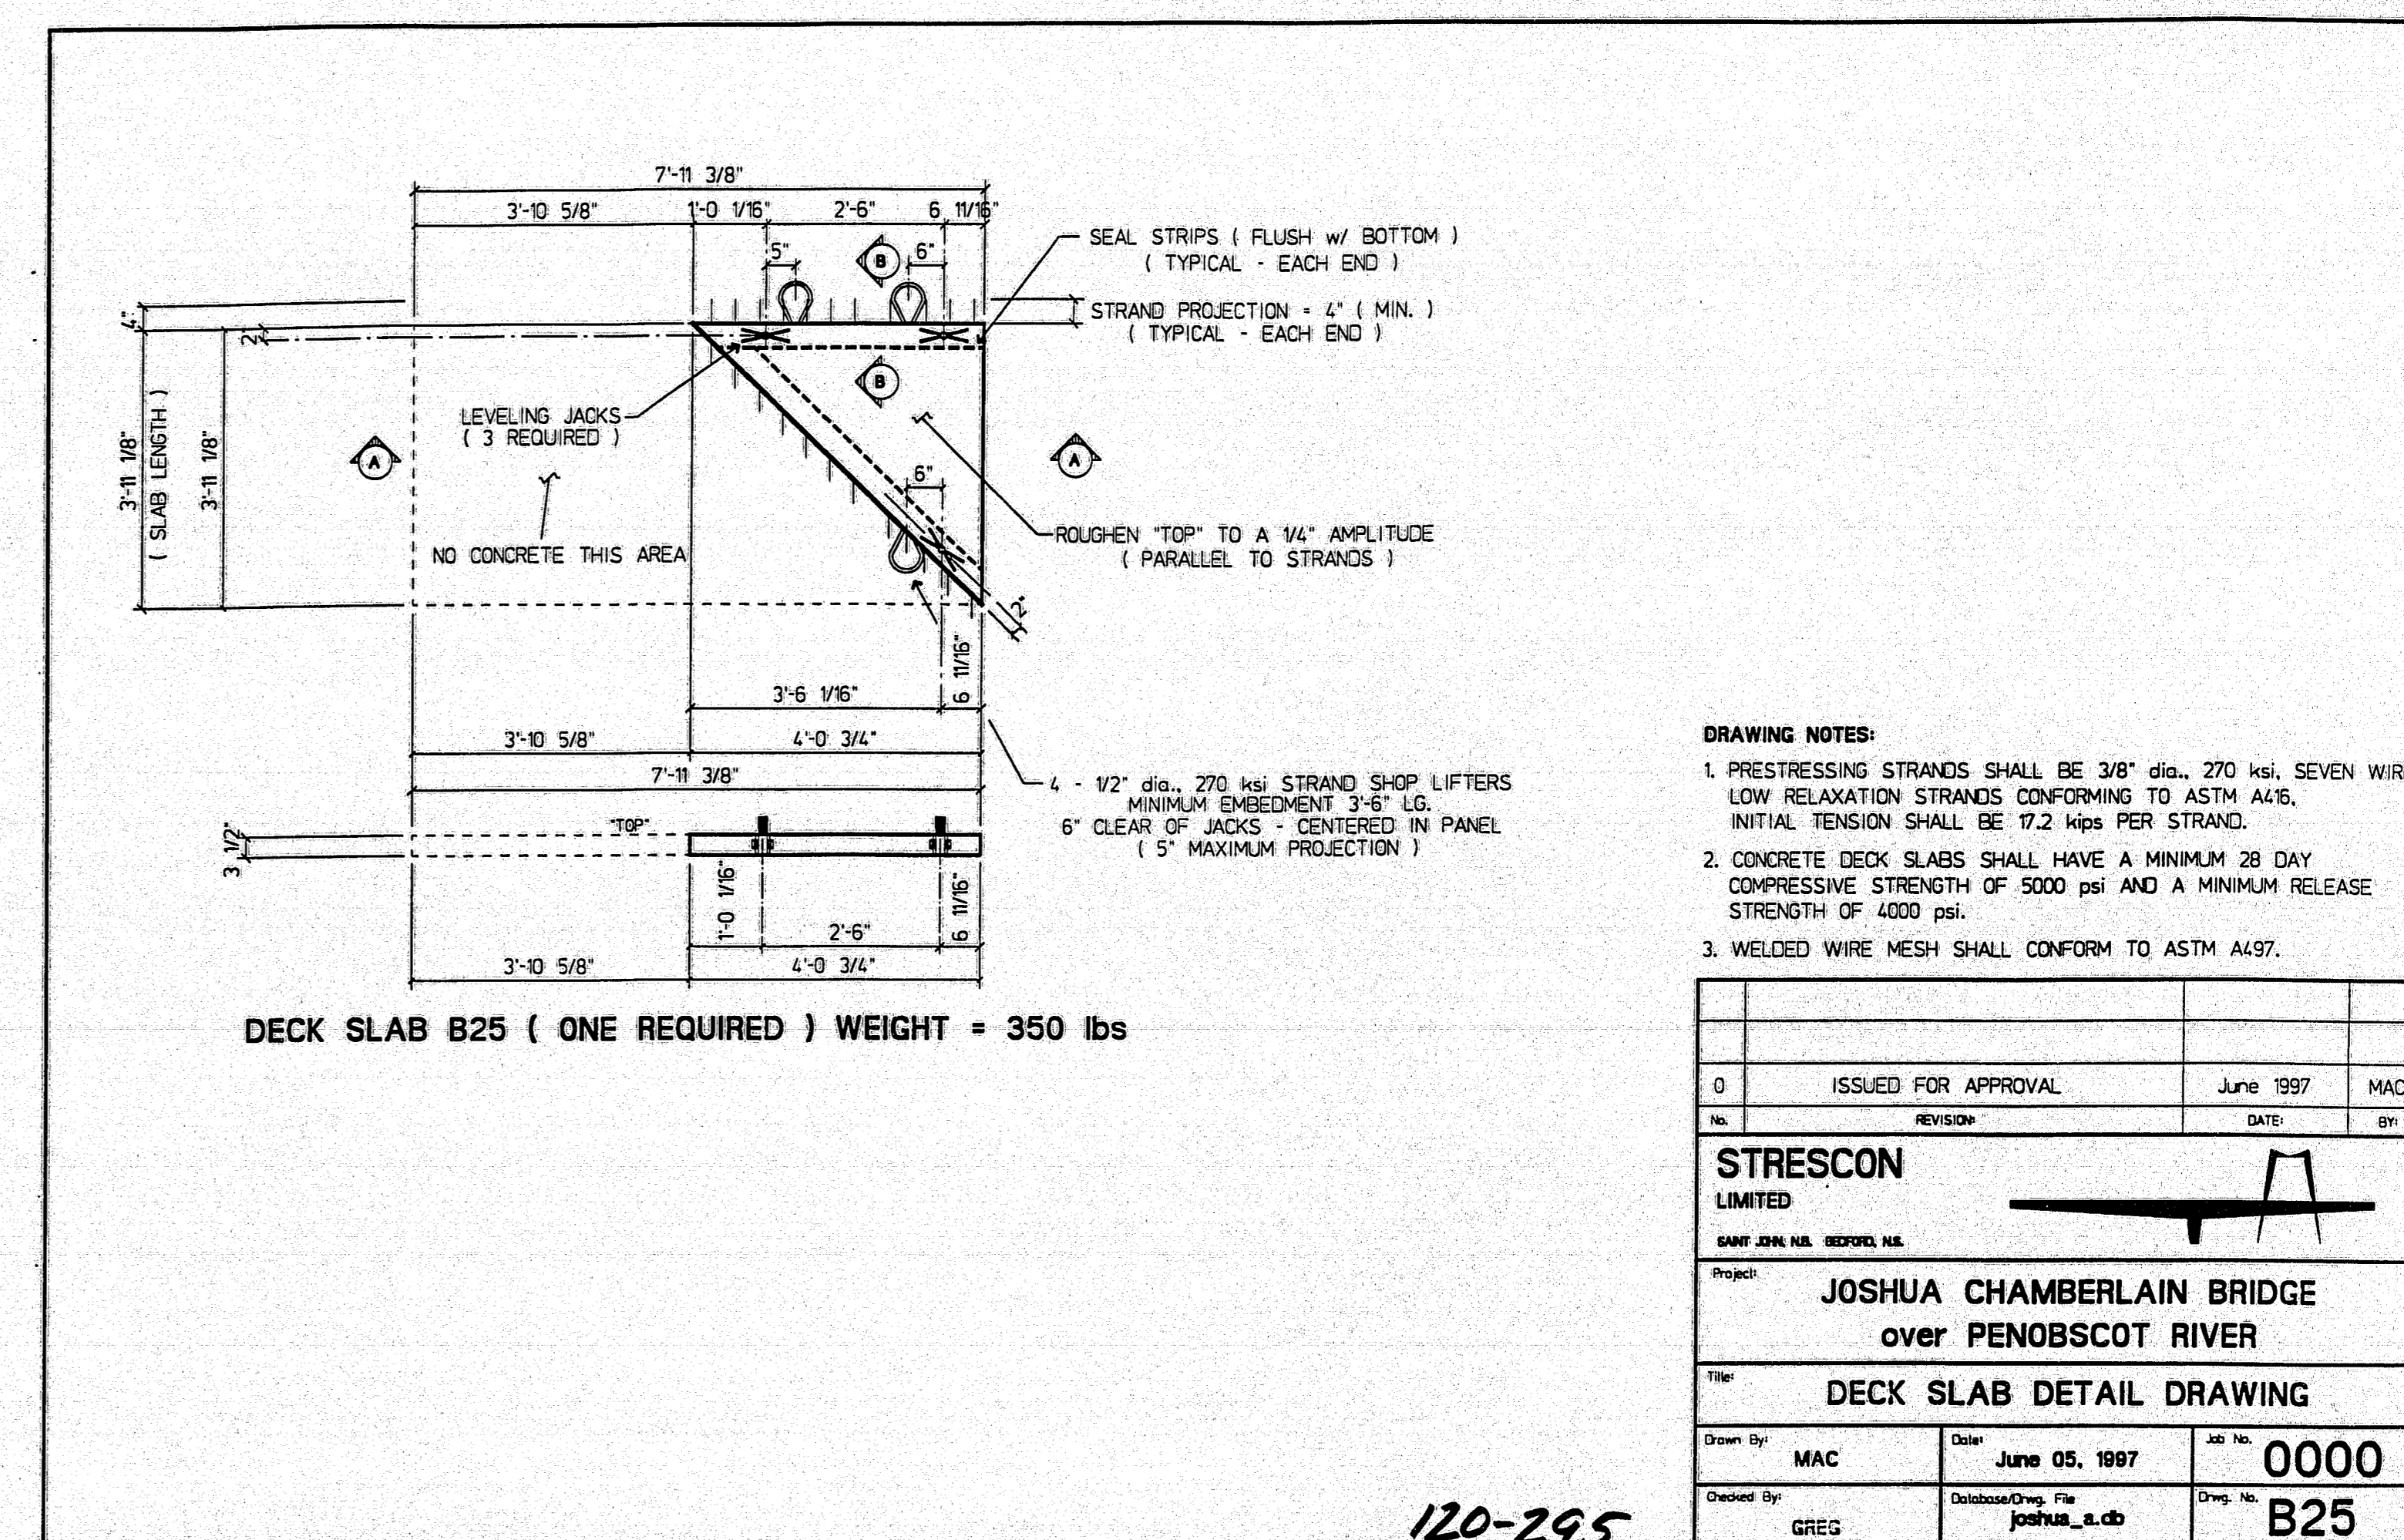 7'-11 3/8"
3'-10 5/8" 1'-0 1/16" 2'-6" 6 11/16"
5" B 6"
SEAL STRIPS ( FLUSH w/ BOTTOM )
( TYPICAL - EACH END )
STRAND PROJECTION = 4" ( MIN. )
( TYPICAL - EACH END )
4"
2"
B
LEVELING JACKS
( 3 REQUIRED )
3'-11 1/8"
( SLAB LENGTH )
3'-11 1/8"
A
A
6"
NO CONCRETE THIS AREA
ROUGHEN "TOP" TO A 1/4" AMPLITUDE
( PARALLEL TO STRANDS )
2"
6 11/16"
3'-6 1/16"
3'-10 5/8" 4'-0 3/4"
7'-11 3/8"
4 - 1/2" dia., 270 ksi STRAND SHOP LIFTERS
MINIMUM EMBEDMENT 3'-6" LG.
6" CLEAR OF JACKS - CENTERED IN PANEL
( 5" MAXIMUM PROJECTION )
"TOP"
3 1/2"
1'-0 1/16" 2'-6" 6 11/16"
3'-10 5/8" 4'-0 3/4"
DECK SLAB B25 ( ONE REQUIRED ) WEIGHT = 350 lbs
DRAWING NOTES:
1. PRESTRESSING STRANDS SHALL BE 3/8" dia., 270 ksi, SEVEN WIR
LOW RELAXATION STRANDS CONFORMING TO ASTM A416.
INITIAL TENSION SHALL BE 17.2 kips PER STRAND.
2. CONCRETE DECK SLABS SHALL HAVE A MINIMUM 28 DAY
COMPRESSIVE STRENGTH OF 5000 psi AND A MINIMUM RELEASE
STRENGTH OF 4000 psi.
3. WELDED WIRE MESH SHALL CONFORM TO ASTM A497.
0 ISSUED FOR APPROVAL June 1997 MAC
No. REVISION: DATE: BY:
STRESCON
LIMITED
SAINT JOHN, N.B. BEDFORD, N.S.
Project:
JOSHUA CHAMBERLAIN BRIDGE
over PENOBSCOT RIVER
Title:
DECK SLAB DETAIL DRAWING
Drawn By: MAC
Date: June 05, 1997
Job No. 0000
Checked By: GREG
Database/Drwg. File joshua_a.db
Drwg. No. B25
120-295